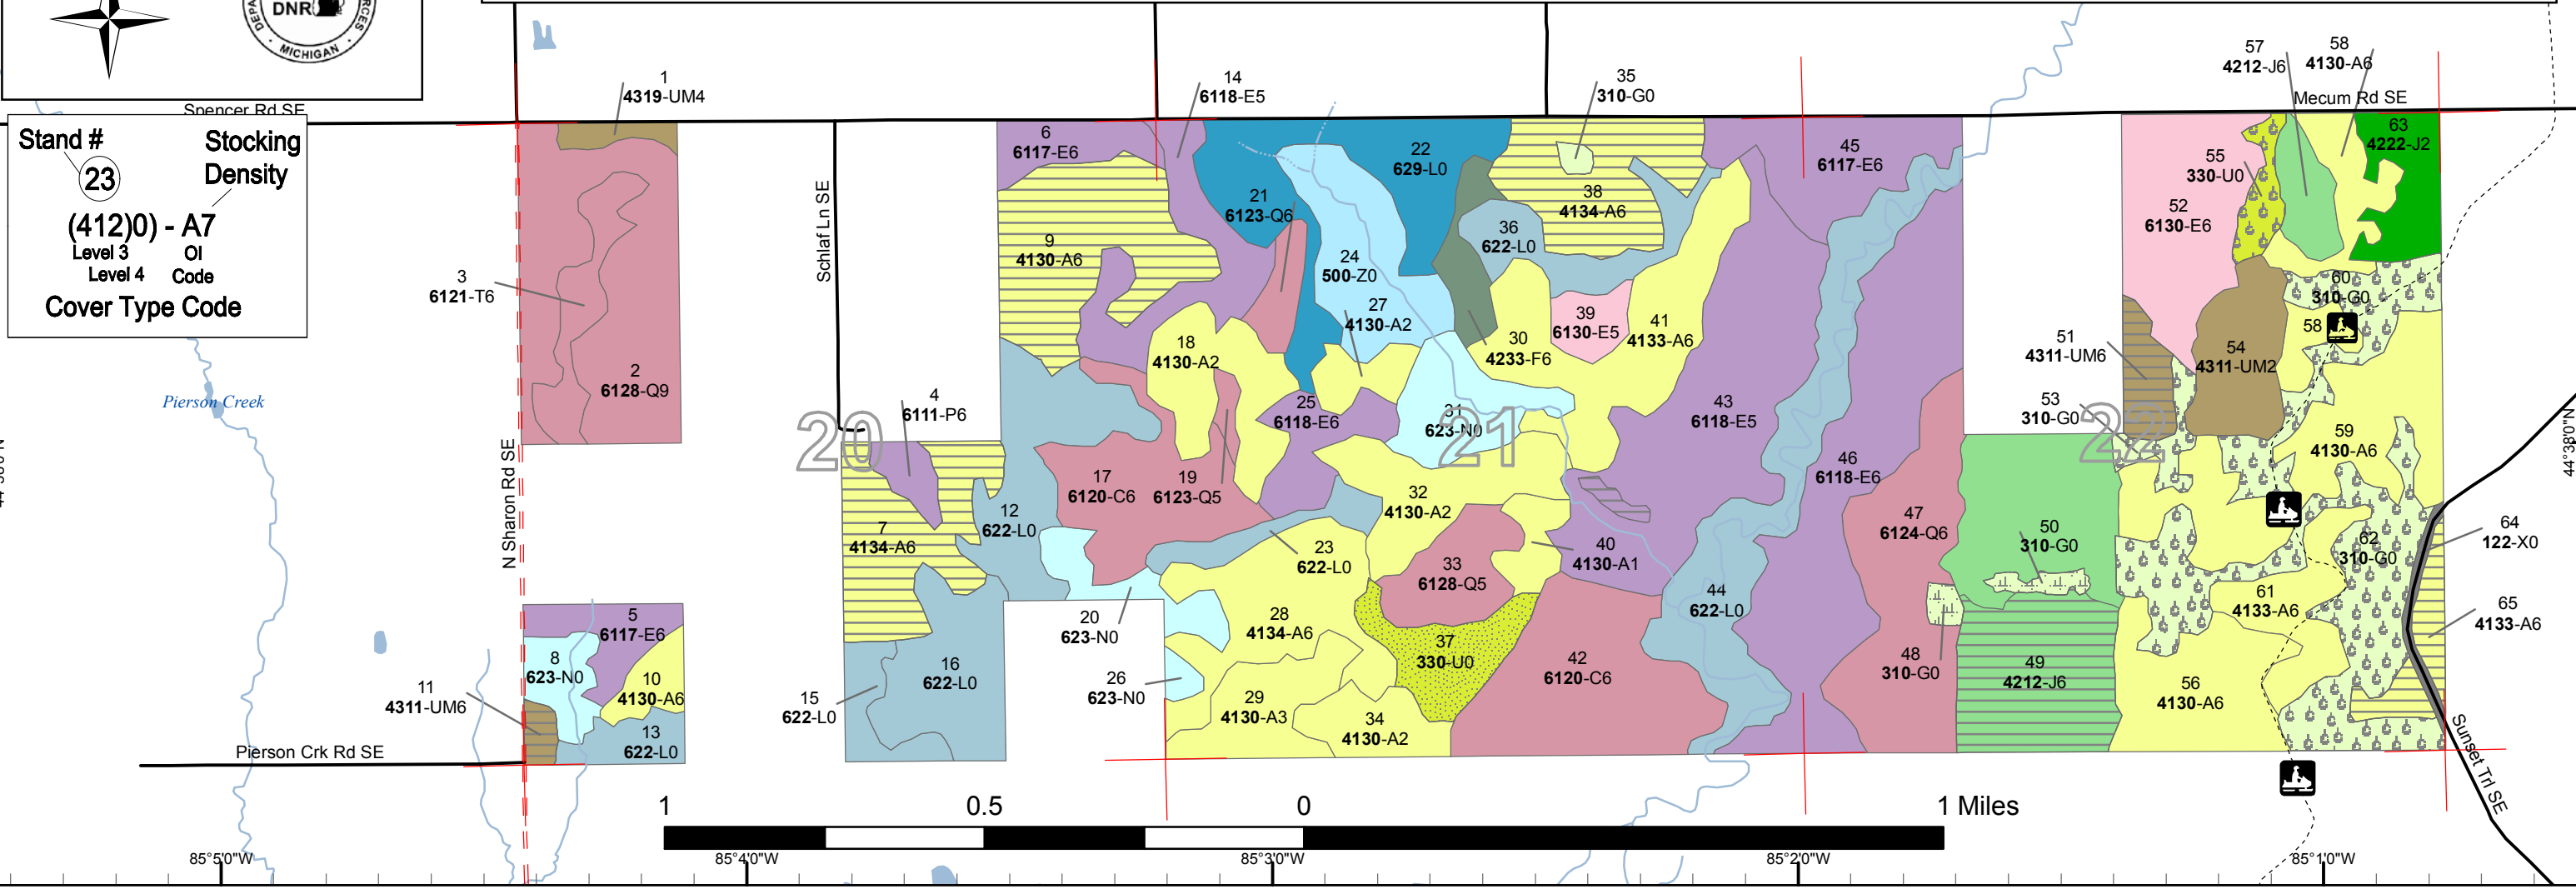 DNR
MICHIGAN
Spencer Rd SE
Mecum Rd SE
Stand #
23
Stocking
Density
(412)0) - A7
Level 3
OI
Level 4
Code
Cover Type Code
1
4319-UM4
14
6118-E5
35
310-G0
57
4212-J6
58
4130-A6
63
4222-J2
6
6117-E6
22
629-L0
45
6117-E6
55
330-U0
52
6130-E6
21
6123-Q6
38
4134-A6
36
622-L0
9
4130-A6
24
500-Z0
3
6121-T6
Schlaf Ln SE
60
310-G0
27
4130-A2
39
6130-E5
41
4133-A6
30
4233-F6
58
51
4311-UM6
54
4311-UM2
18
4130-A2
2
6128-Q9
Pierson Creek
4
6111-P6
25
6118-E6
31
623-N0
43
6118-E5
53
310-G0
20
21
22
59
4130-A6
N Sharon Rd SE
44°38'0"N
17
6120-C6
19
6123-Q5
46
6118-E6
12
622-L0
32
4130-A2
47
6124-Q6
50
310-G0
64
122-X0
7
4134-A6
23
622-L0
40
4130-A1
62
310-G0
33
6128-Q5
44
622-L0
61
4133-A6
65
4133-A6
5
6117-E6
20
623-N0
28
4134-A6
37
330-U0
42
6120-C6
48
310-G0
49
4212-J6
8
623-N0
10
4130-A6
16
622-L0
26
623-N0
29
4130-A3
56
4130-A6
11
4311-UM6
15
622-L0
34
4130-A2
13
622-L0
Pierson Crk Rd SE
Sunset Trl SE
1
0.5
0
1 Miles
85°5'0"W
85°4'0"W
85°3'0"W
85°2'0"W
85°1'0"W